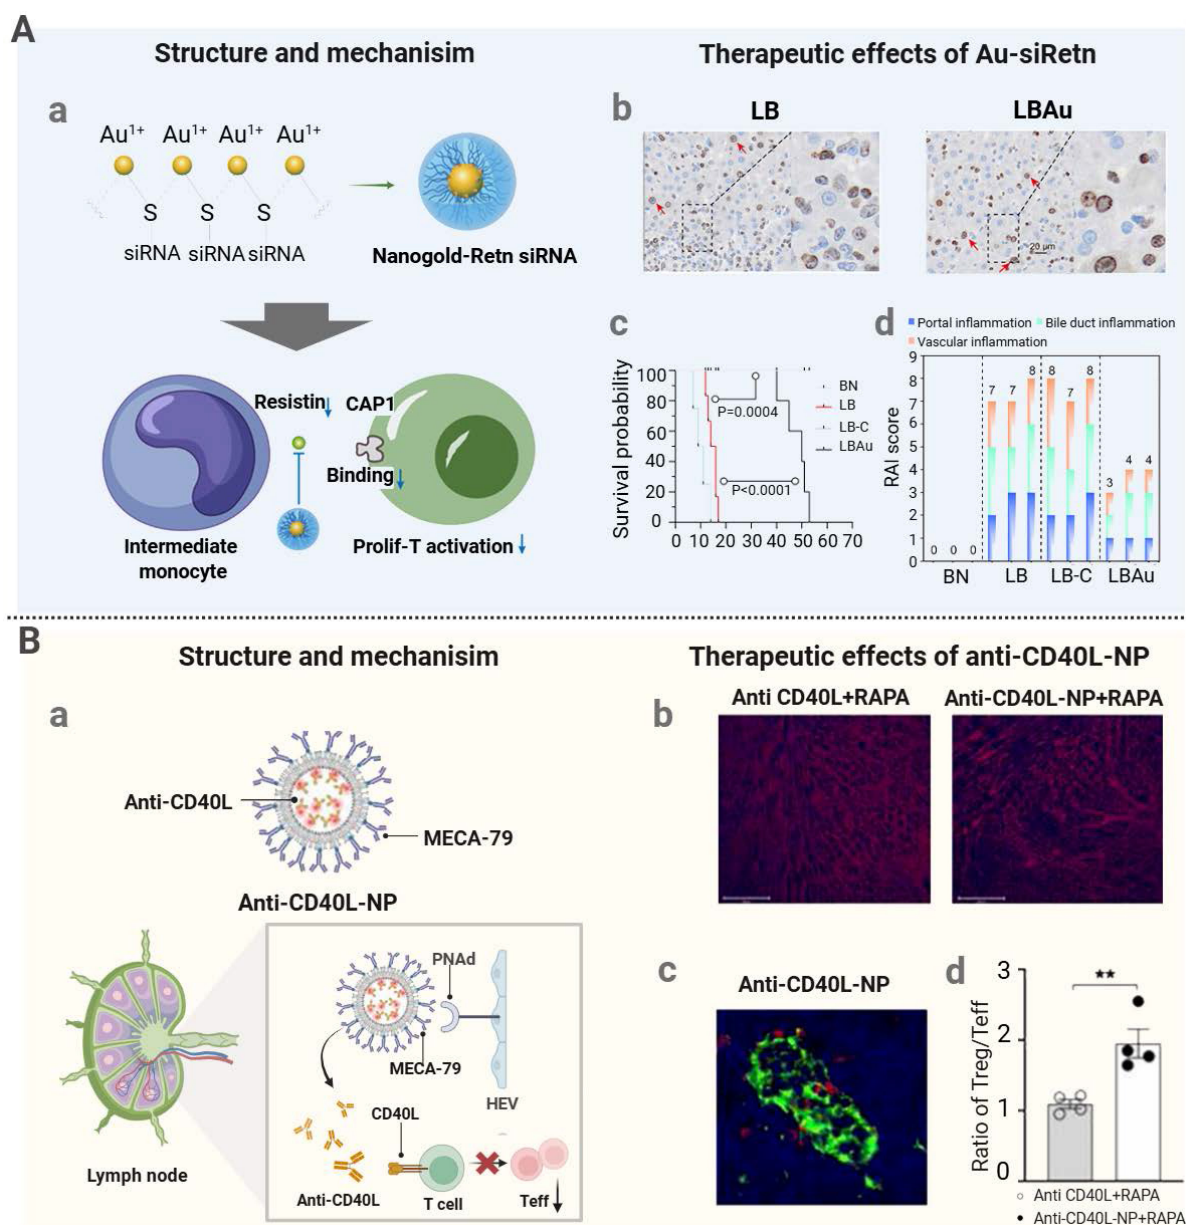 A
Structure and mechanisim
Therapeutic effects of Au-siRetn
a
Au1+ Au1+ Au1+ Au1+
S S S
siRNA siRNA siRNA
Nanogold-Retn siRNA
Resistin
CAP1
Binding
Intermediate
monocyte
Prolif-T activation
b
LB
LBAu
20 μm
c
Survival probability
100
80
60
40
20
0
0 10 20 30 40 50 60 70
P=0.0004
P<0.0001
BN
LB
LB-C
LBAu
d
Portal inflammation Bile duct inflammation
Vascular inflammation
RAI score
9
8
7
6
5
4
3
2
1
0
0 0 0 7 7 8 8 7 8 3 4 4
BN LB LB-C LBAu
B
Structure and mechanisim
Therapeutic effects of anti-CD40L-NP
a
Anti-CD40L
MECA-79
Anti-CD40L-NP
Lymph node
PNAd
MECA-79
HEV
CD40L
Anti-CD40L
T cell
Teff
b
Anti CD40L+RAPA
Anti-CD40L-NP+RAPA
c
Anti-CD40L-NP
d
Ratio of Treg/Teff
3
2
1
0
**
Anti CD40L+RAPA
Anti-CD40L-NP+RAPA